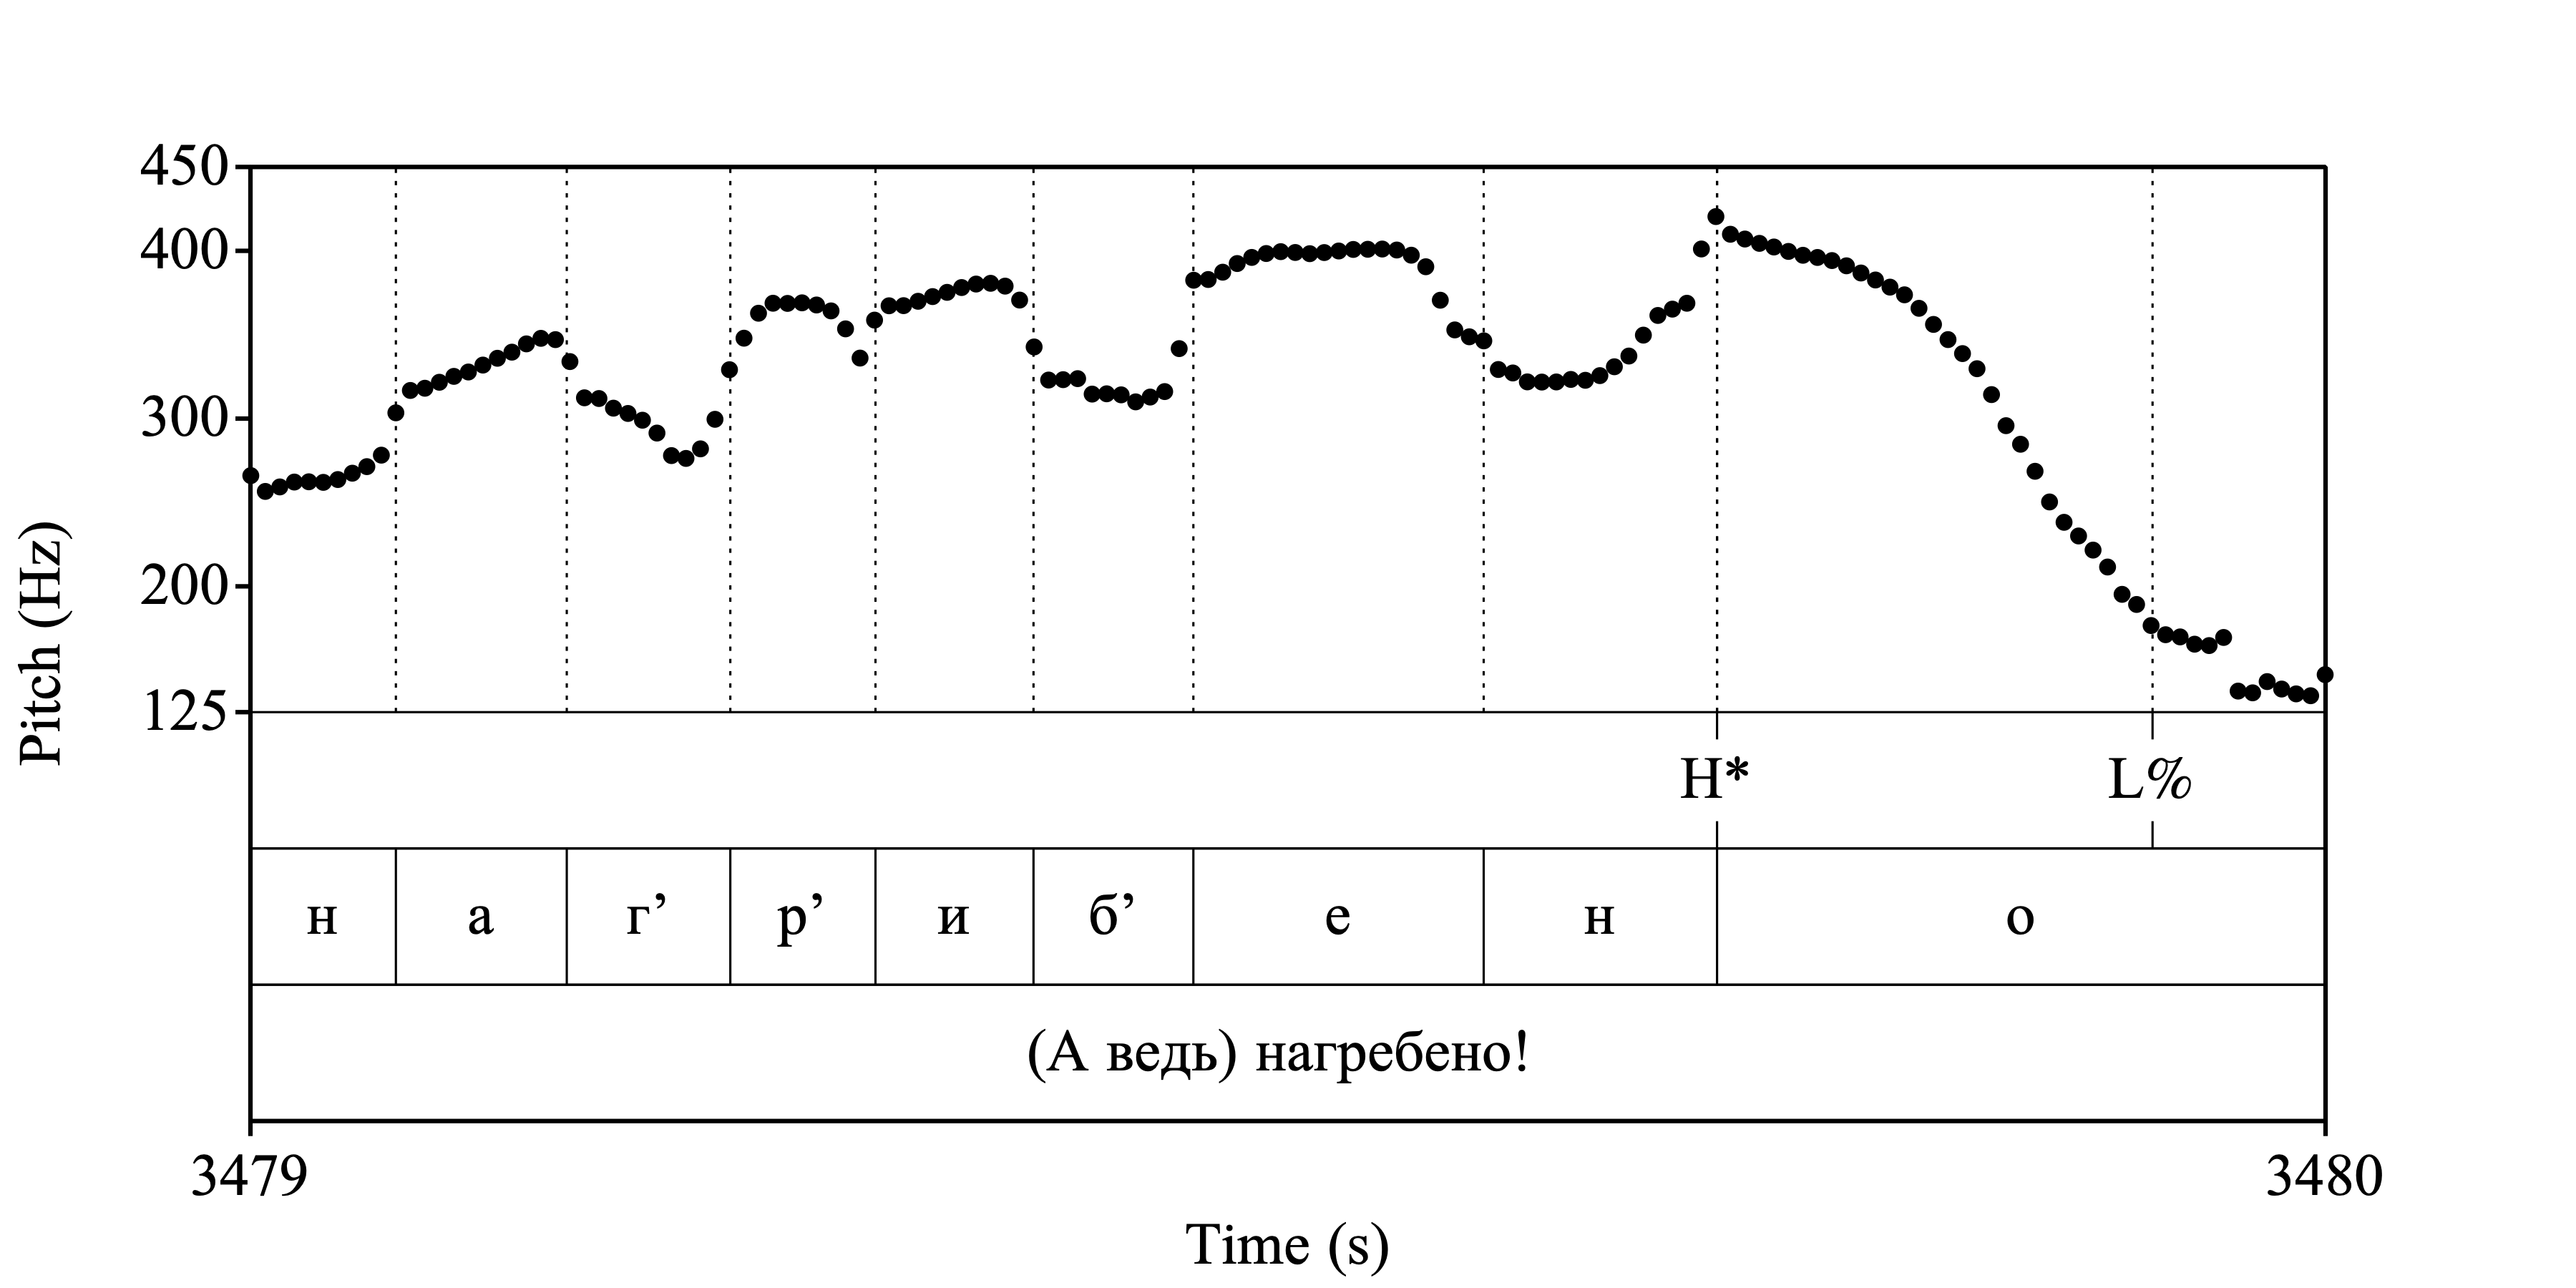 450
400
300
200
125
Pitch (Hz)
H* L%
н а г’ р’ и б’ е н о
(А ведь) нагребено!
3479 3480
Time (s)